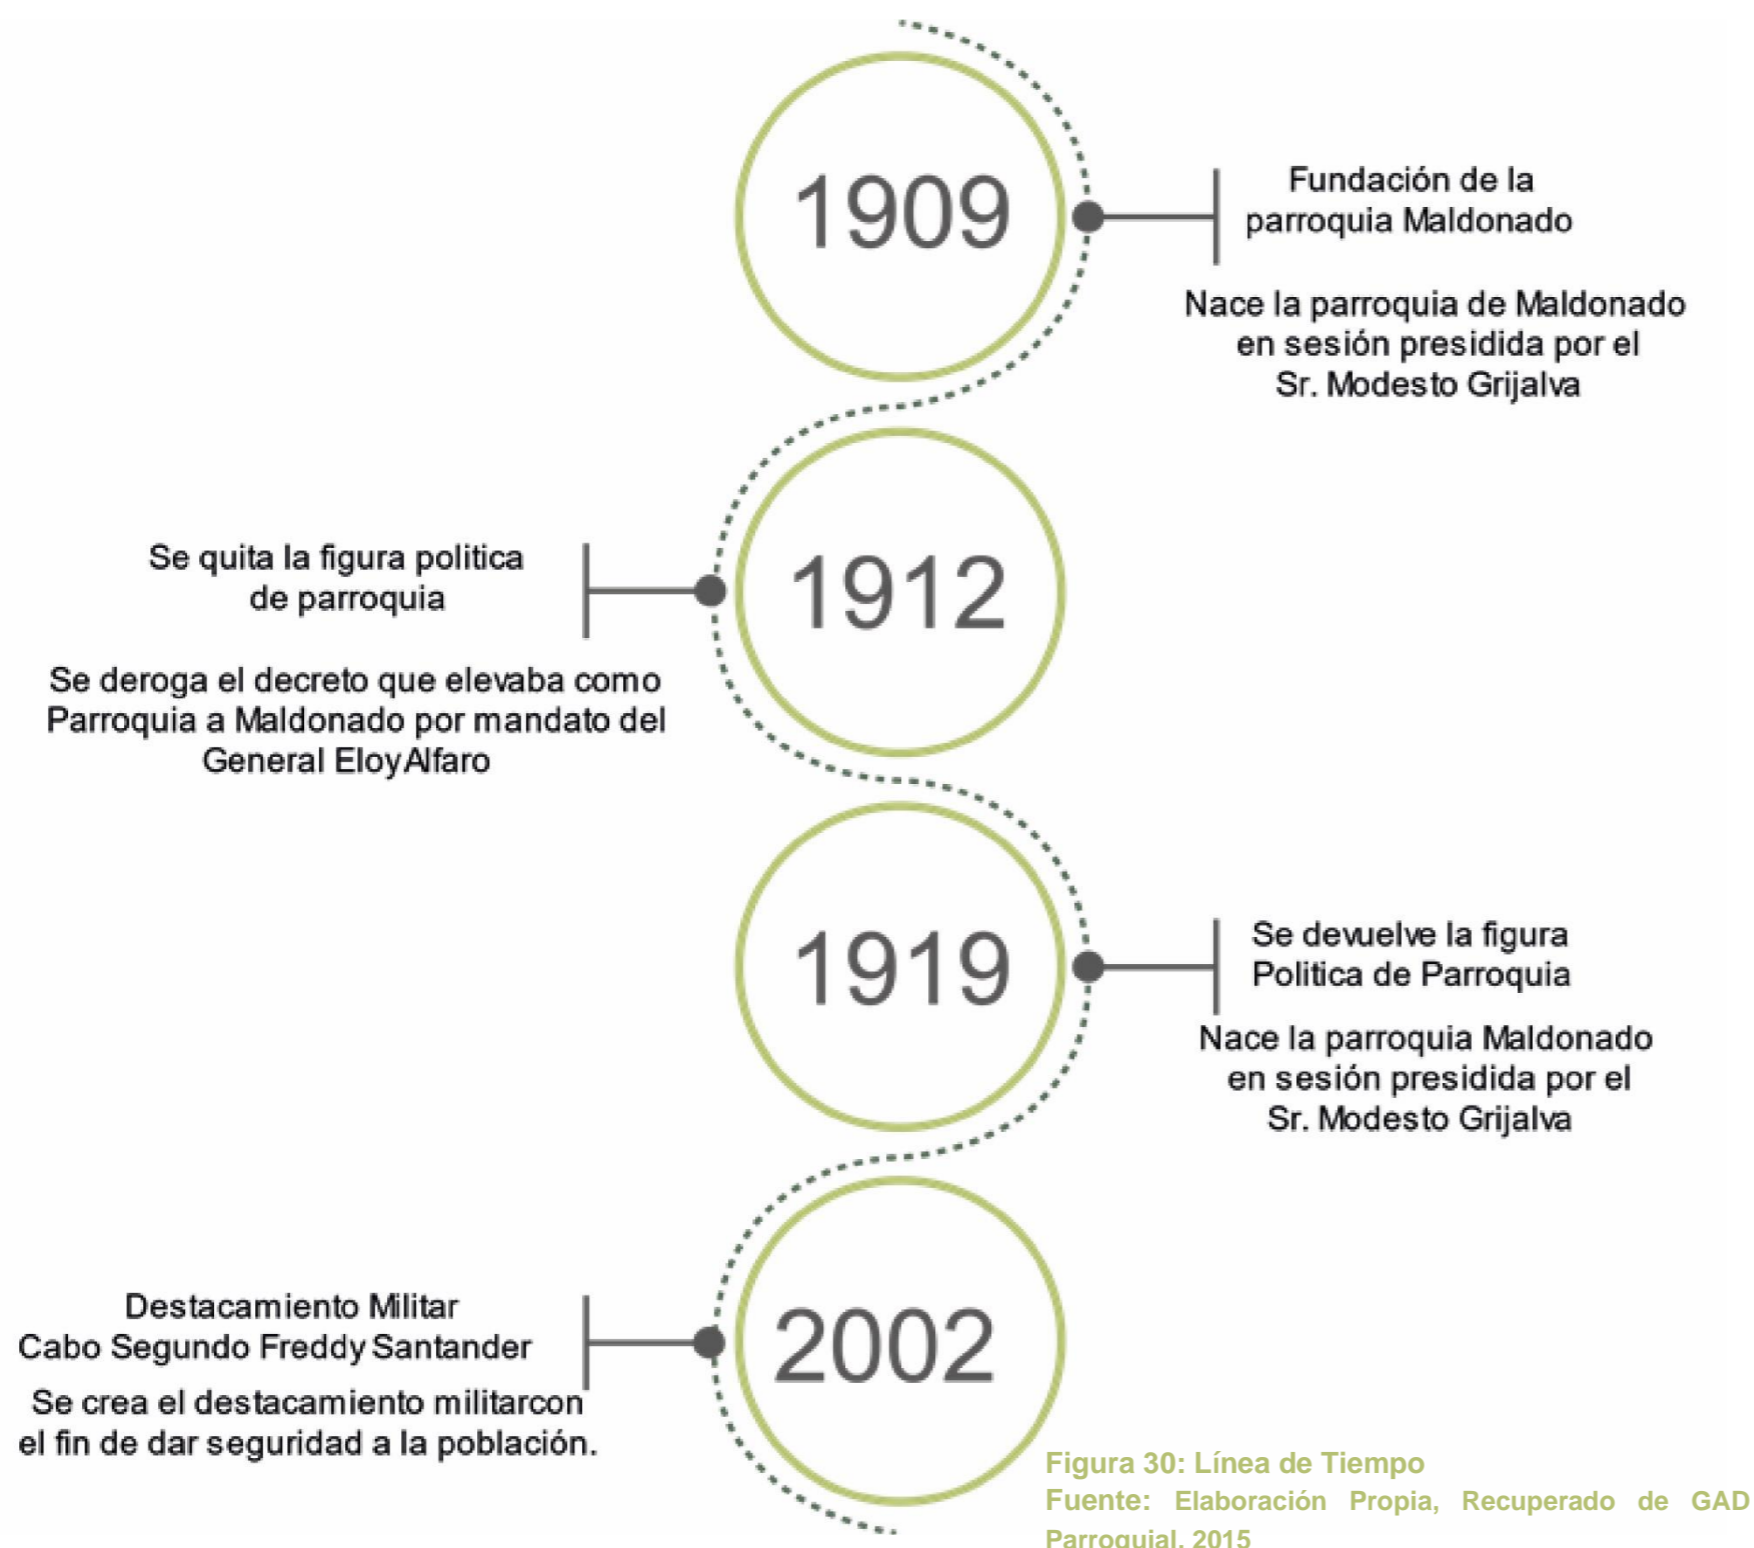 1909
Fundación de la
parroquia Maldonado
Nace la parroquia de Maldonado
en sesión presidida por el
Sr. Modesto Grijalva
1912
Se quita la figura politica
de parroquia
Se deroga el decreto que elevaba como
Parroquia a Maldonado por mandato del
General Eloy Alfaro
1919
Se devuelve la figura
Politica de Parroquia
Nace la parroquia Maldonado
en sesión presidida por el
Sr. Modesto Grijalva
2002
Destacamiento Militar
Cabo Segundo Freddy Santander
Se crea el destacamiento militarcon
el fin de dar seguridad a la población.
Figura 30: Línea de Tiempo
Fuente: Elaboración Propia, Recuperado de GAD
Parroquial, 2015